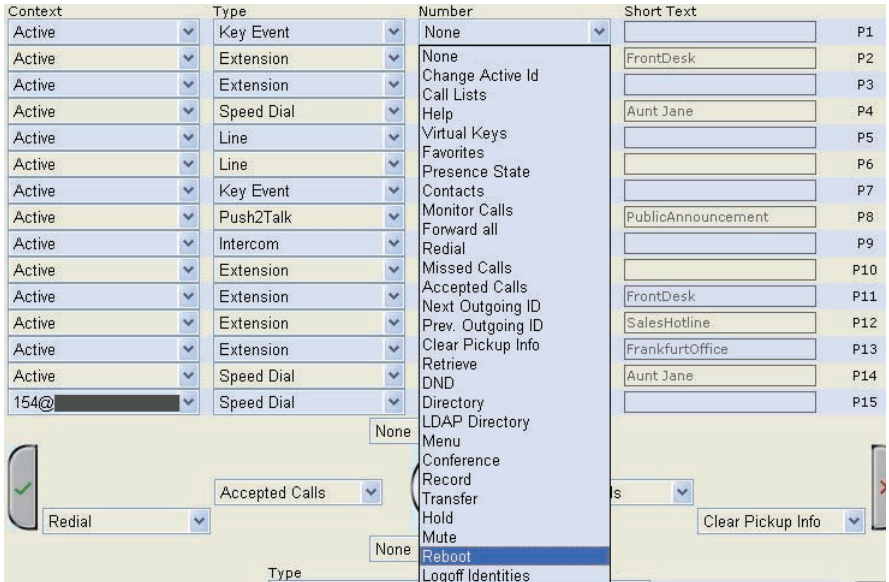 Context Type Number Short Text
Active Key Event None P1
Active Extension None FrontDesk P2
Active Extension Change Active Id P3
Call Lists
Active Speed Dial Help Aunt Jane P4
Active Line Virtual Keys P5
Favorites
Active Line Presence State P6
Active Key Event Contacts P7
Active Push2Talk Monitor Calls PublicAnnouncement P8
Forward all
Active Intercom Redial P9
Active Extension Missed Calls P10
Active Extension Accepted Calls FrontDesk P11
Next Outgoing ID
Active Extension Prev. Outgoing ID SalesHotline P12
Active Extension Clear Pickup Info FrankfurtOffice P13
Retrieve
Active Speed Dial DND Aunt Jane P14
154@ Speed Dial Directory P15
LDAP Directory
None Menu
Conference
Record
Accepted Calls Transfer ls
Redial Hold Clear Pickup Info
Mute
None Reboot
Type Logoff Identities